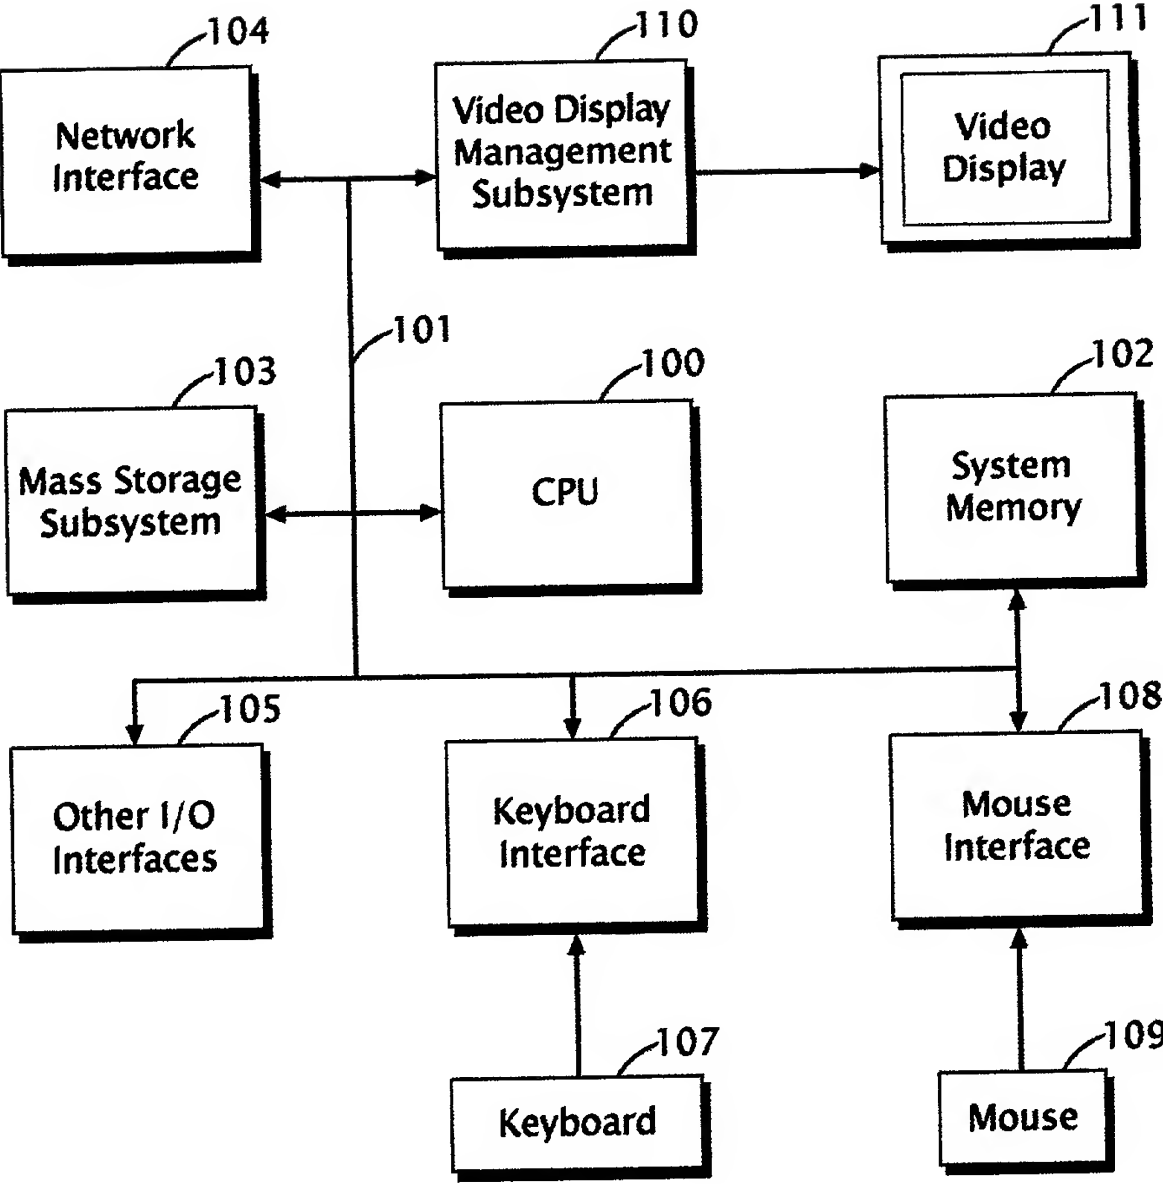 104
110
111
Network
Interface
Video Display
Management
Subsystem
Video
Display
101
103
100
102
Mass Storage
Subsystem
CPU
System
Memory
105
106
108
Other I/O
Interfaces
Keyboard
Interface
Mouse
Interface
107
109
Keyboard
Mouse